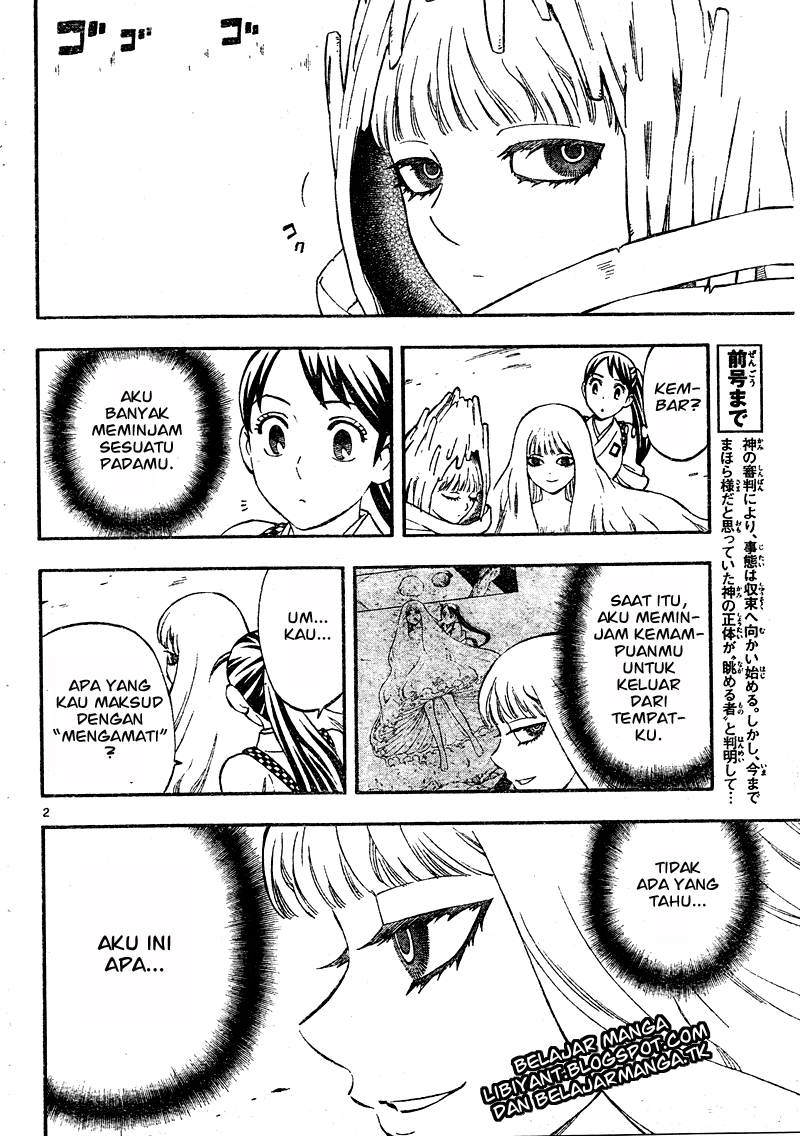 ゴゴゴ
コク
前号まで
ぜんごう
神の審判により、事態は収束へ向かい始める。しかし、今まで
まほら様だと思っていた神の正体が"眺める者"と判明して…
KEM-
BAR?
AKU
BANYAK
MEMINJAM
SESUATU
PADAMU.
SAAT ITU,
AKU MEMIN-
JAM KEMAM-
PUANMU
UNTUK
KELUAR
DARI
TEMPAT-
KU.
UM...
KAU...
APA YANG
KAU MAKSUD
DENGAN
"MENGAMATI"
?
2
TIDAK
ADA YANG
TAHU...
AKU INI
APA...
BELAJAR MANGA
LIBIYANT.BLOGSPOT.COM
DAN BELAJARMANGA.TK